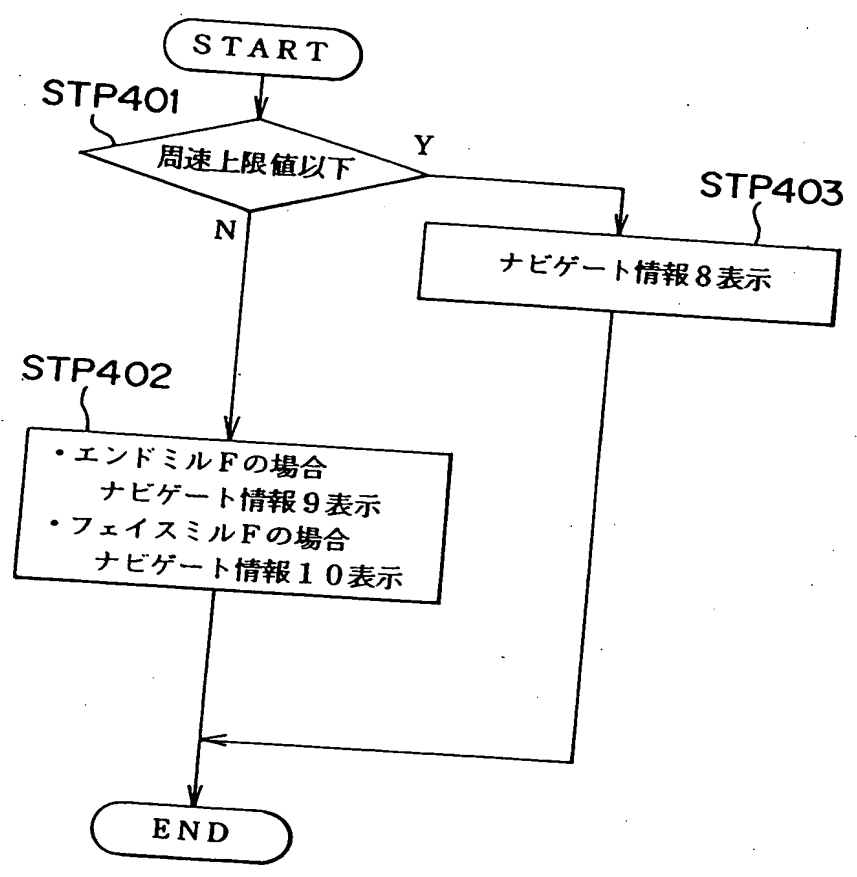 START
STP401
周速上限値以下
Y
N
STP403
ナビゲート情報8表示
STP402
・エンドミルFの場合
ナビゲート情報9表示
・フェイスミルFの場合
ナビゲート情報10表示
END